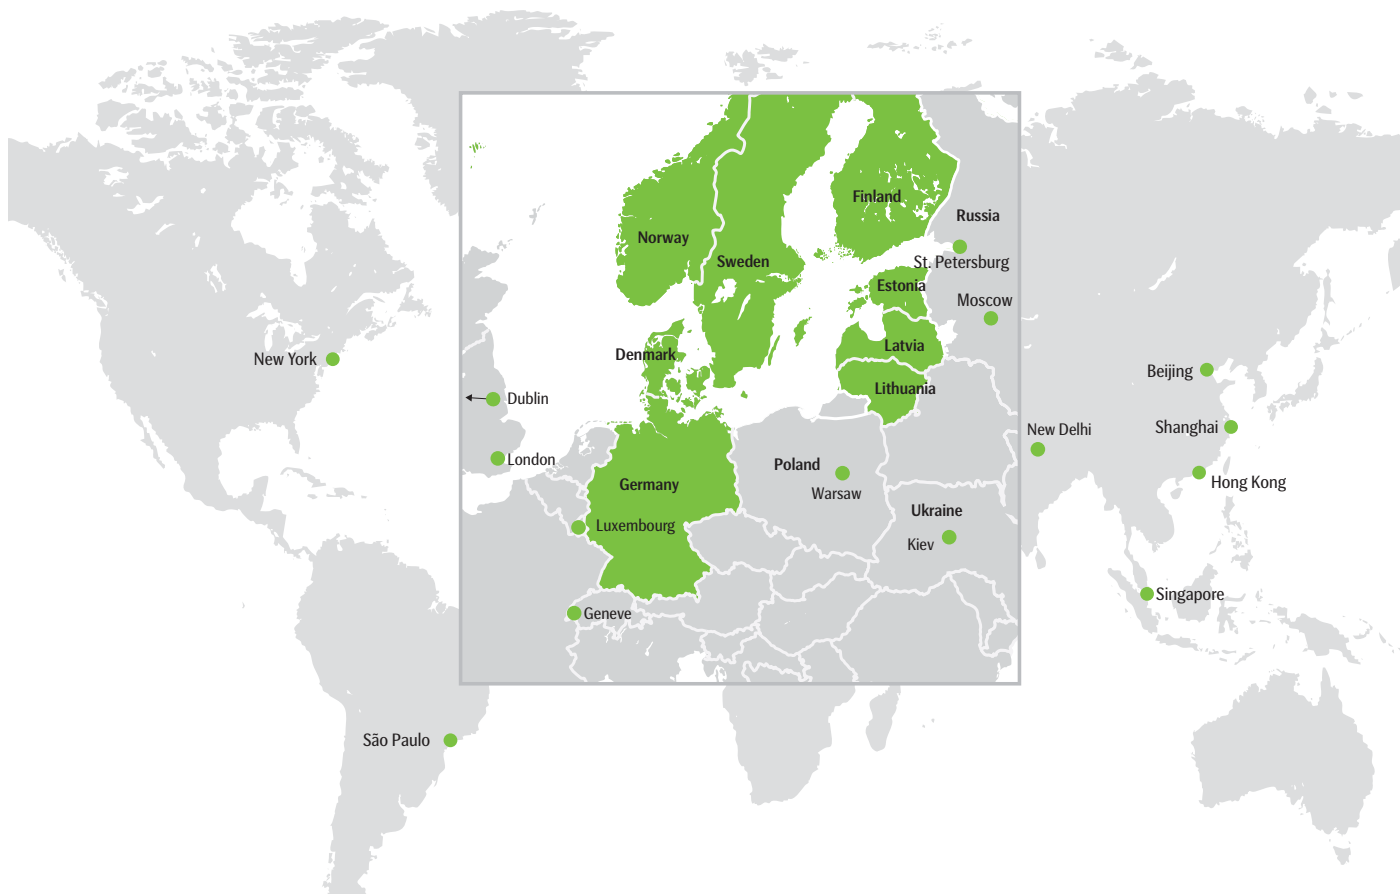 Finland
Russia
Norway
Sweden
St. Petersburg
Estonia
Moscow
Latvia
Denmark
New York
Beijing
Lithuania
Dublin
Shanghai
New Delhi
London
Poland
Hong Kong
Germany
Warsaw
Ukraine
Luxembourg
Kiev
Singapore
Geneve
São Paulo